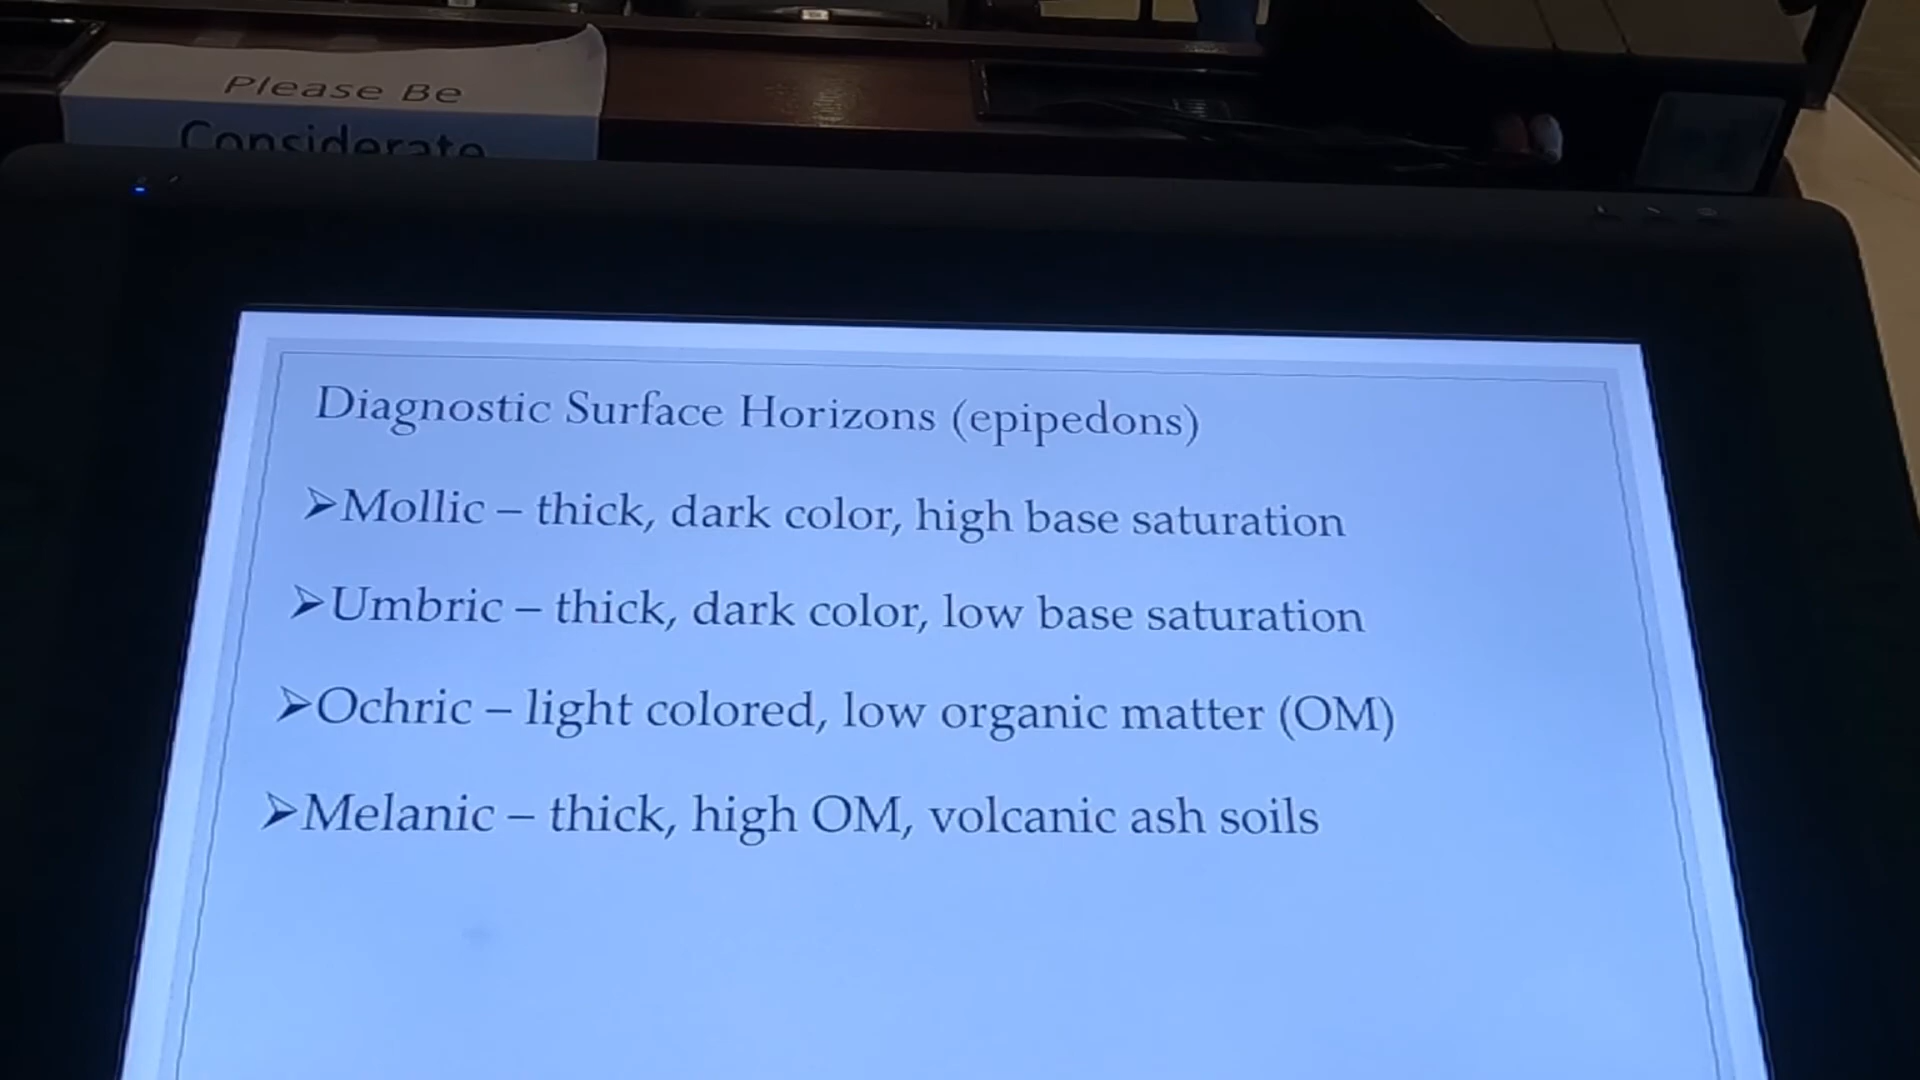 Please Be
Considerate
Diagnostic Surface Horizons (epipedons)
➢Mollic – thick, dark color, high base saturation
➢Umbric – thick, dark color, low base saturation
➢Ochric – light colored, low organic matter (OM)
➢Melanic – thick, high OM, volcanic ash soils